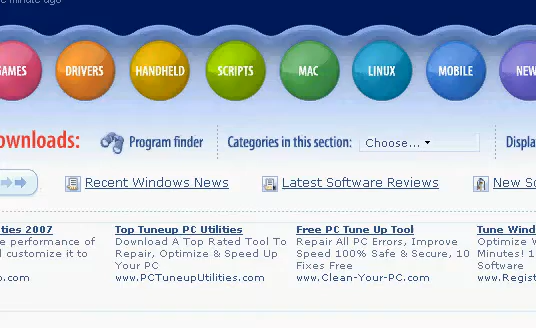 e minute ago
GAMES
DRIVERS
HANDHELD
SCRIPTS
MAC
LINUX
MOBILE
NEW
ownloads:
Program finder
Categories in this section:
Choose...
Displa
Recent Windows News
Latest Software Reviews
New So
ties 2007
e performance of
l customize it to
o.com
Top Tuneup PC Utilities
Download A Top Rated Tool To
Repair, Optimize & Speed Up
Your PC
www.PCTuneupUtilities.com
Free PC Tune Up Tool
Repair All PC Errors, Improve
Speed 100% Safe & Secure, 10
Fixes Free
www.Clean-Your-PC.com
Tune Wind
Optimize W
Minutes! 1
Software
www.Regist